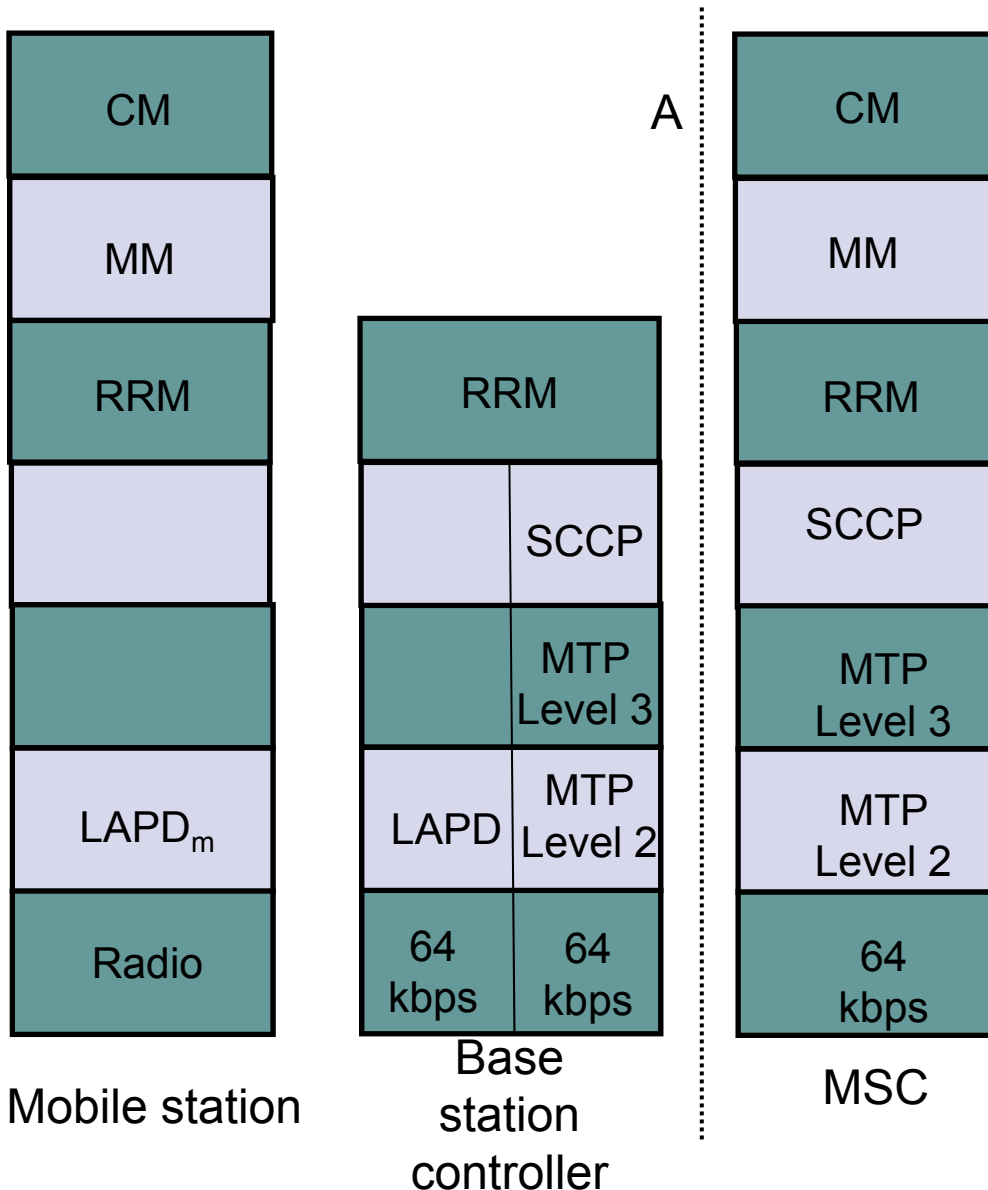 CM
MM
RRM
LAPDm
Radio
Mobile station
RRM
SCCP
MTP
Level 3
LAPD
MTP
Level 2
64
kbps
64
kbps
Base
station
controller
A
CM
MM
RRM
SCCP
MTP
Level 3
MTP
Level 2
64
kbps
MSC